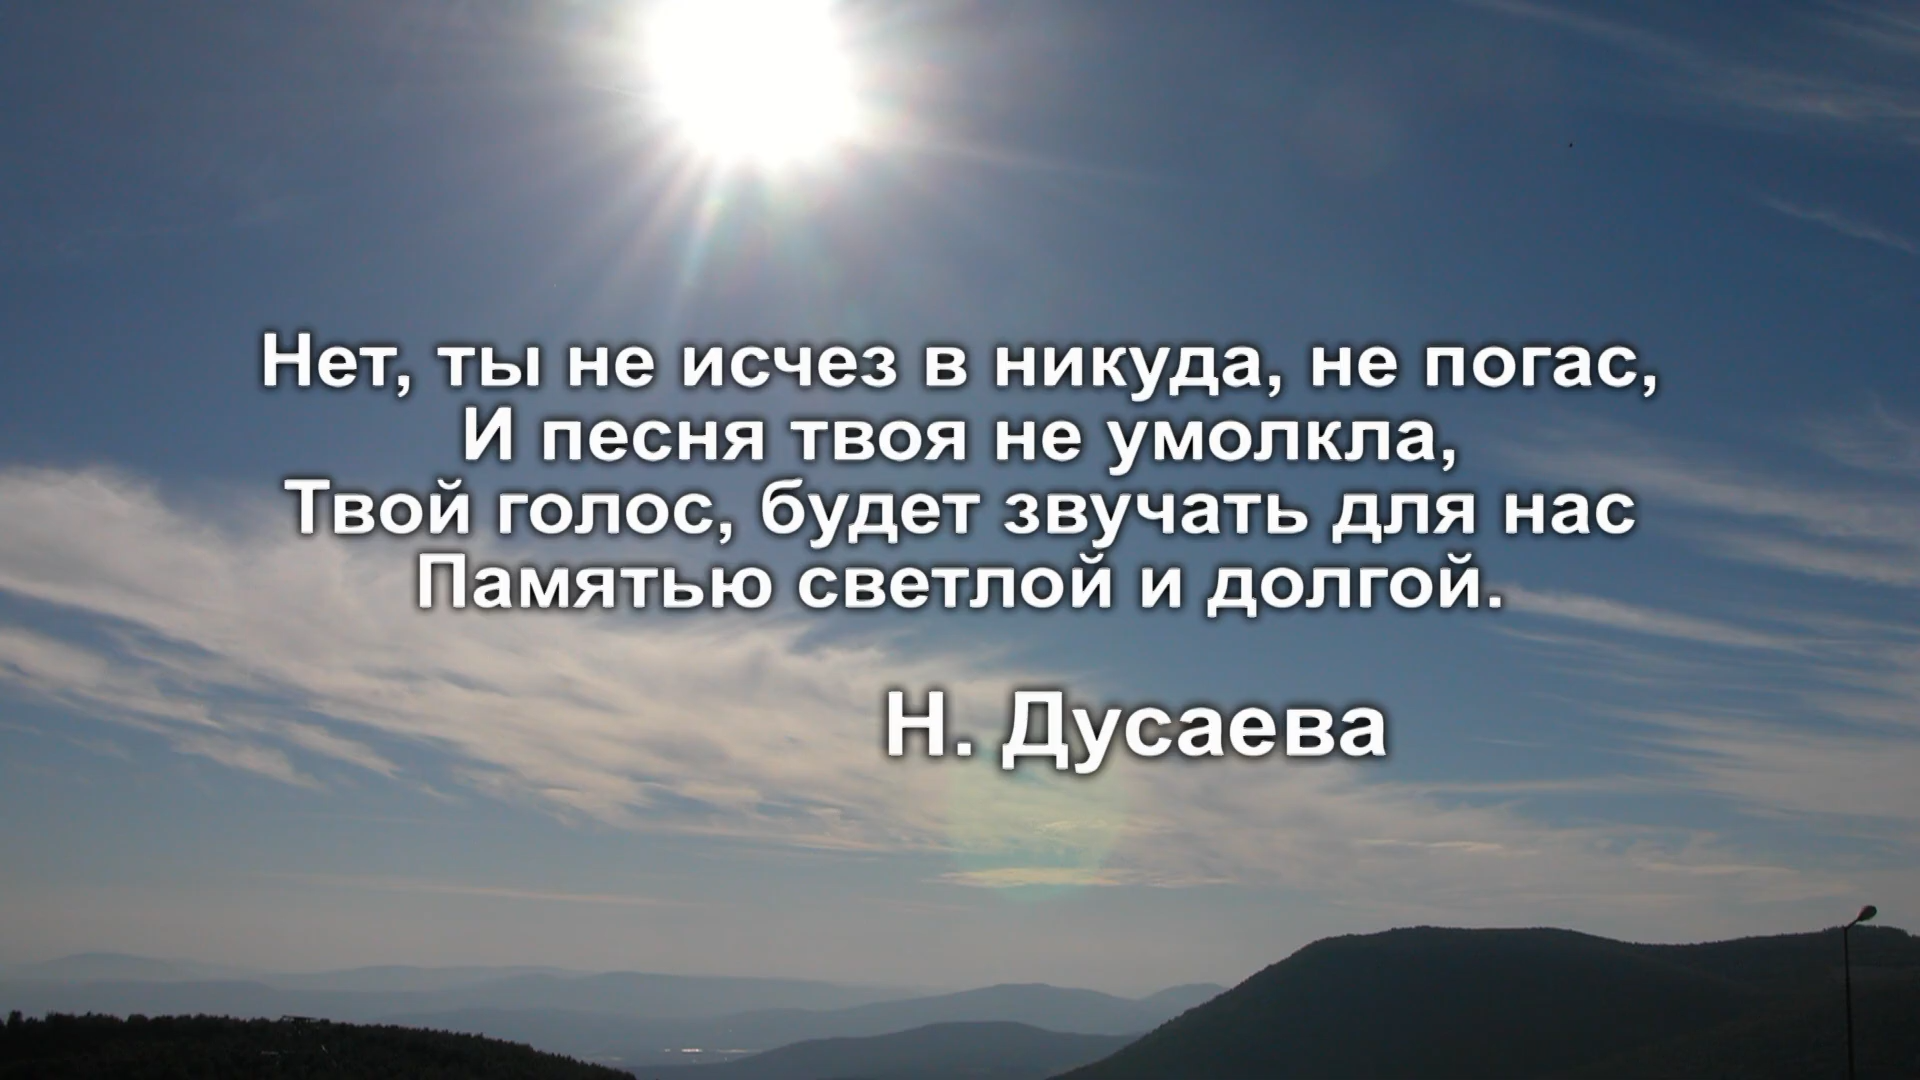 Нет, ты не исчез в никуда, не погас,
И песня твоя не умолкла,
Твой голос, будет звучать для нас
Памятью светлой и долгой.
Н. Дусаева